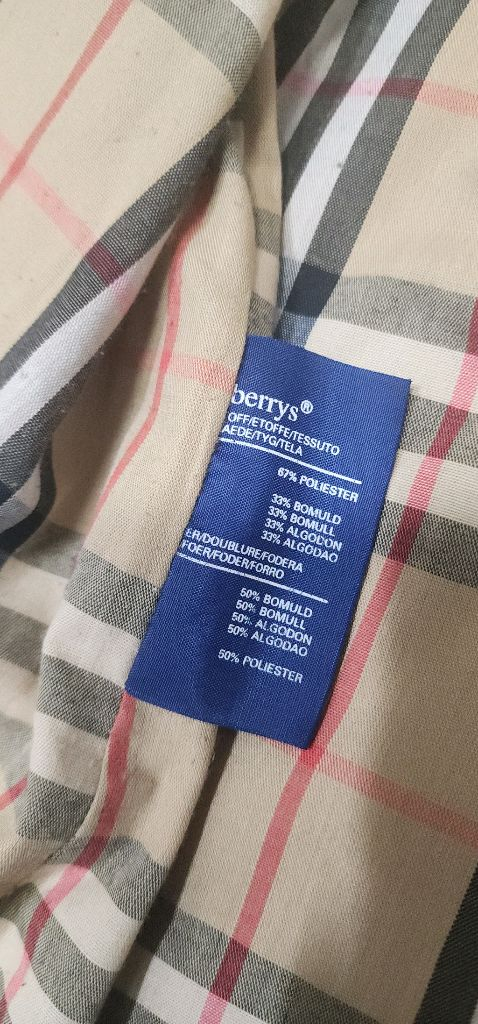 berrys®
OFF/ETOFFE/TESSUTO
AEDE/TYG/TELA
67% POLIESTER
33% BOMULD
33% BOMULL
33% ALGODON
33% ALGODAO
ER/DOUBLURE/FODERA
FOER/FODER/FORRO
50% BOMULD
50% BOMULL
50% ALGODON
50% ALGODAO
50% POLIESTER